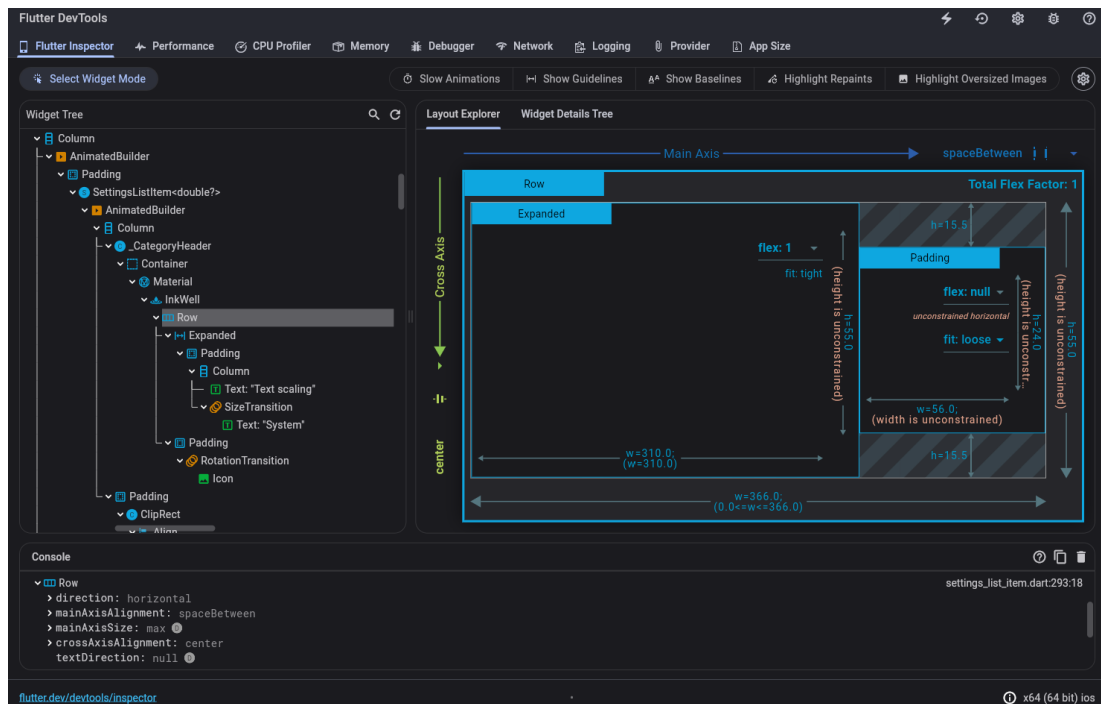 Flutter DevTools
Flutter Inspector Performance CPU Profiler Memory Debugger Network Logging Provider App Size
Select Widget Mode Slow Animations Show Guidelines Show Baselines Highlight Repaints Highlight Oversized Images
Widget Tree
Column
AnimatedBuilder
Padding
SettingsListItem<double?>
AnimatedBuilder
Column
C _CategoryHeader
Container
Material
InkWell
Row
Expanded
Padding
Column
T Text: "Text scaling"
SizeTransition
T Text: "System"
Padding
RotationTransition
Icon
Padding
C ClipRect
Align
Layout Explorer Widget Details Tree
Main Axis
spaceBetween
Cross Axis
center
Row
Total Flex Factor: 1
Expanded
flex: 1
fit: tight
h=55.0
(height is unconstrained)
w=310.0;
(w=310.0)
h=15.5
Padding
flex: null
unconstrained horizontal
fit: loose
h=24.0
(height is unconstr...
w=56.0;
(width is unconstrained)
h=15.5
h=55.0
(height is unconstrained)
w=366.0;
(0.0<=w<=366.0)
Console
Row settings_list_item.dart:293:18
direction: horizontal
mainAxisAlignment: spaceBetween
mainAxisSize: max D
crossAxisAlignment: center
textDirection: null D
flutter.dev/devtools/inspector x64 (64 bit) ios